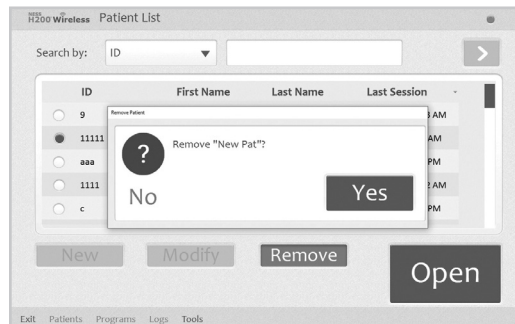 NESS
H200 Wireless Patient List
Search by: ID
ID First Name Last Name Last Session
9 AM
Remove Patient
11111 AM
Remove "New Pat"?
aaa PM
1111 AM
No Yes
c PM
New Modify Remove Open
Exit Patients Programs Logs Tools